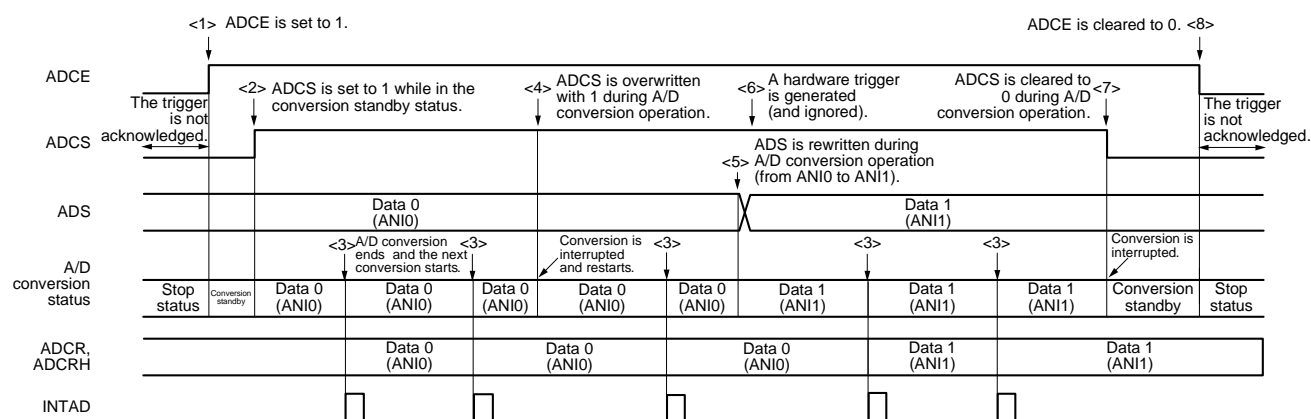 <1> ADCE is set to 1.
ADCE is cleared to 0. <8>
ADCE
The trigger
is not
acknowledged.
<2> ADCS is set to 1 while in the
conversion standby status.
<4> ADCS is overwritten
with 1 during A/D
conversion operation.
<6> A hardware trigger
is generated
(and ignored).
ADCS is cleared to <7>
0 during A/D
conversion operation.
The trigger
is not
acknowledged.
ADCS
<5> ADS is rewritten during
A/D conversion operation
(from ANI0 to ANI1).
ADS
Data 0
(ANI0)
Data 1
(ANI1)
<3> A/D conversion
ends and the next
conversion starts.
<3>
Conversion is
interrupted
and restarts.
<3>
<3>
<3>
Conversion is
interrupted.
A/D
conversion
status
Stop
status
Conversion
standby
Data 0
(ANI0)
Data 0
(ANI0)
Data 0
(ANI0)
Data 0
(ANI0)
Data 0
(ANI0)
Data 1
(ANI1)
Data 1
(ANI1)
Data 1
(ANI1)
Conversion
standby
Stop
status
ADCR,
ADCRH
Data 0
(ANI0)
Data 0
(ANI0)
Data 0
(ANI0)
Data 1
(ANI1)
Data 1
(ANI1)
INTAD